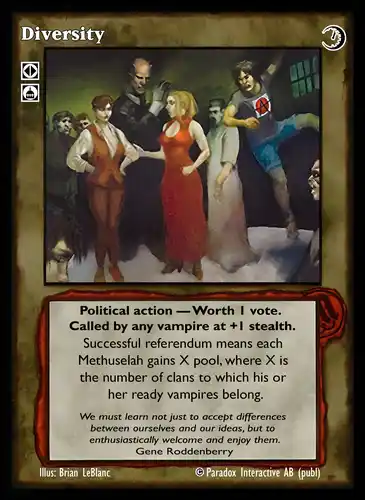 Diversity
Political action — Worth 1 vote.
Called by any vampire at +1 stealth.
Successful referendum means each
Methuselah gains X pool, where X is
the number of clans to which his or
her ready vampires belong.
We must learn not just to accept differences
between ourselves and our ideas, but to
enthusiastically welcome and enjoy them.
Gene Roddenberry
Illus: Brian LeBlanc © Paradox Interactive AB (publ)